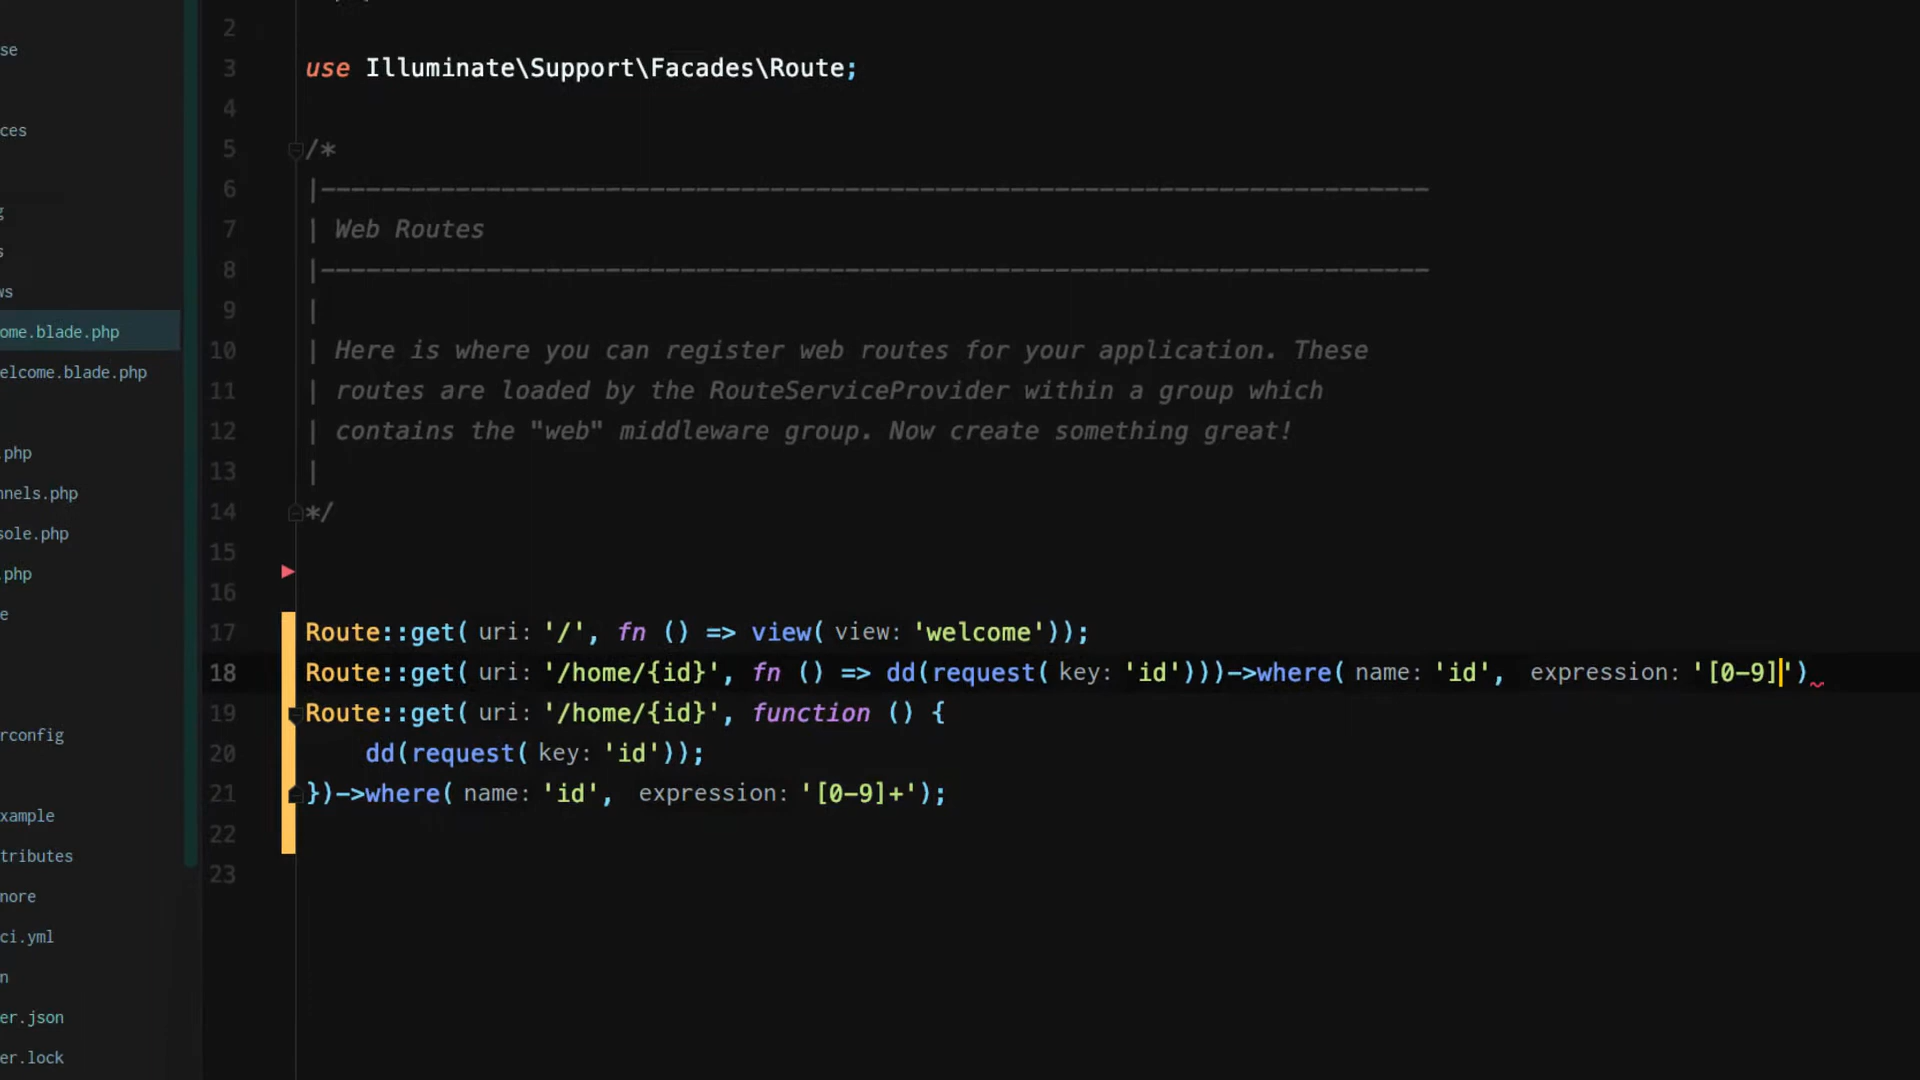 se
ces
g
s
ws
ome.blade.php
elcome.blade.php
.php
nnels.php
sole.php
.php
e
rconfig
xample
tributes
nore
ci.yml
n
er.json
er.lock
2
3 use Illuminate\Support\Facades\Route;
4
5 /*
6 |--------------------------------------------------------------------------
7 | Web Routes
8 |--------------------------------------------------------------------------
9 |
10 | Here is where you can register web routes for your application. These
11 | routes are loaded by the RouteServiceProvider within a group which
12 | contains the "web" middleware group. Now create something great!
13 |
14 */
15
16
17 Route::get( uri: '/', fn () => view( view: 'welcome'));
18 Route::get( uri: '/home/{id}', fn () => dd(request( key: 'id')))->where( name: 'id', expression: '[0-9]')
19 Route::get( uri: '/home/{id}', function () {
20 dd(request( key: 'id'));
21 })->where( name: 'id', expression: '[0-9]+');
22
23